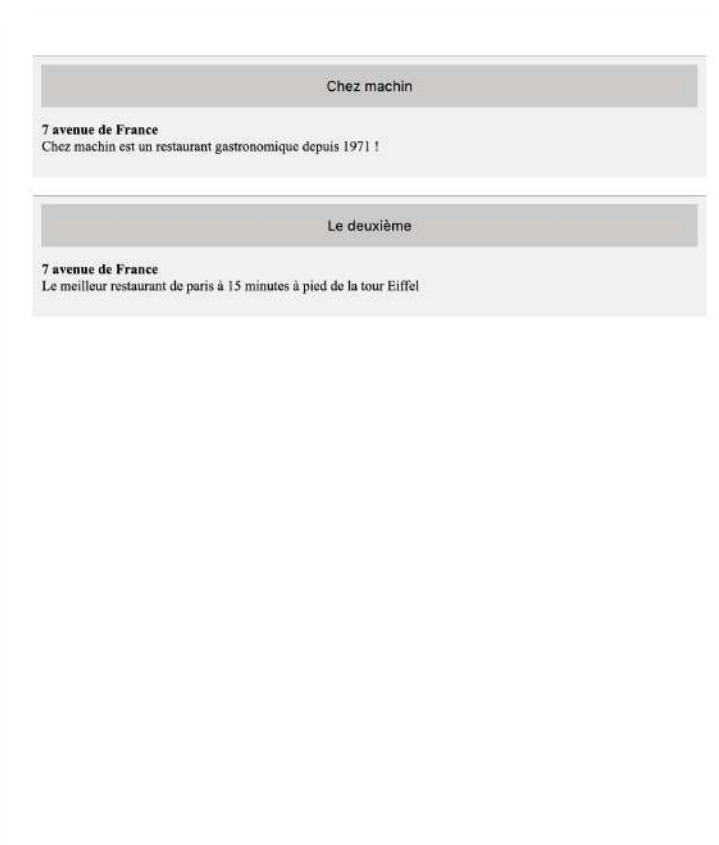 Chez machin
7 avenue de France
Chez machin est un restaurant gastronomique depuis 1971 !
Le deuxième
7 avenue de France
Le meilleur restaurant de paris à 15 minutes à pied de la tour Eiffel